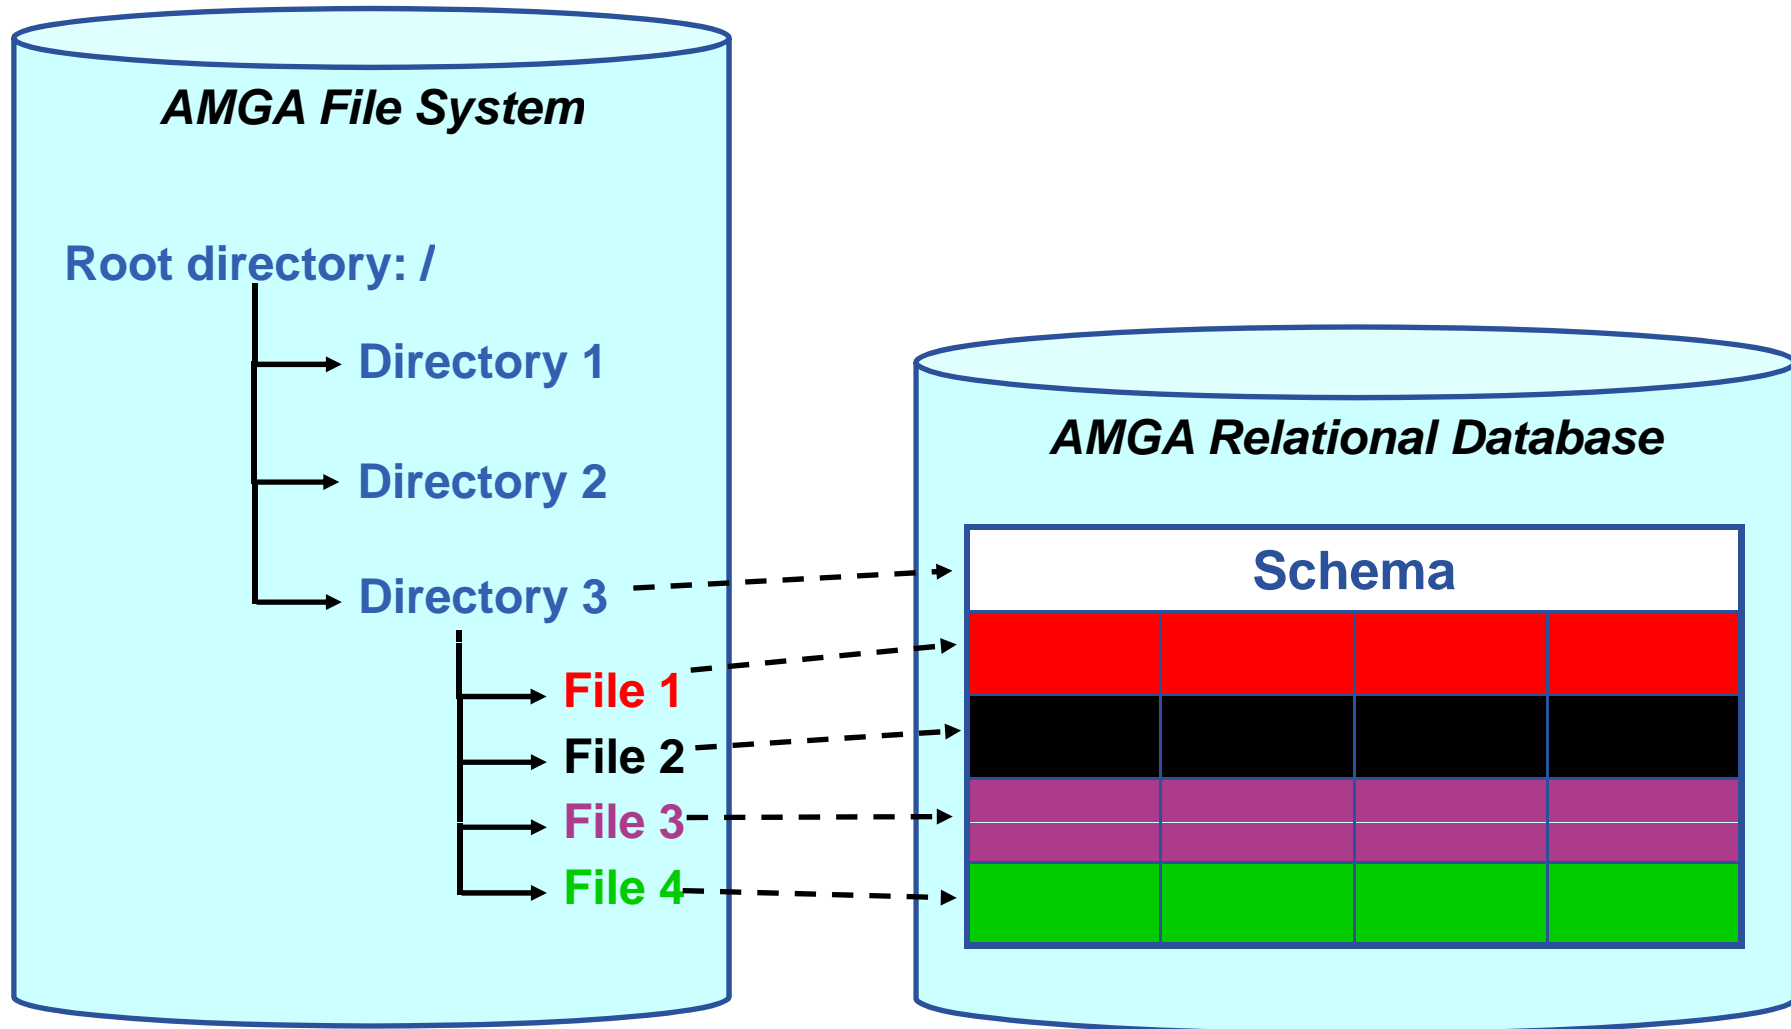 AMGA File System
Root directory: /
Directory 1
Directory 2
Directory 3
File 1
File 2
File 3
File 4
AMGA Relational Database
Schema